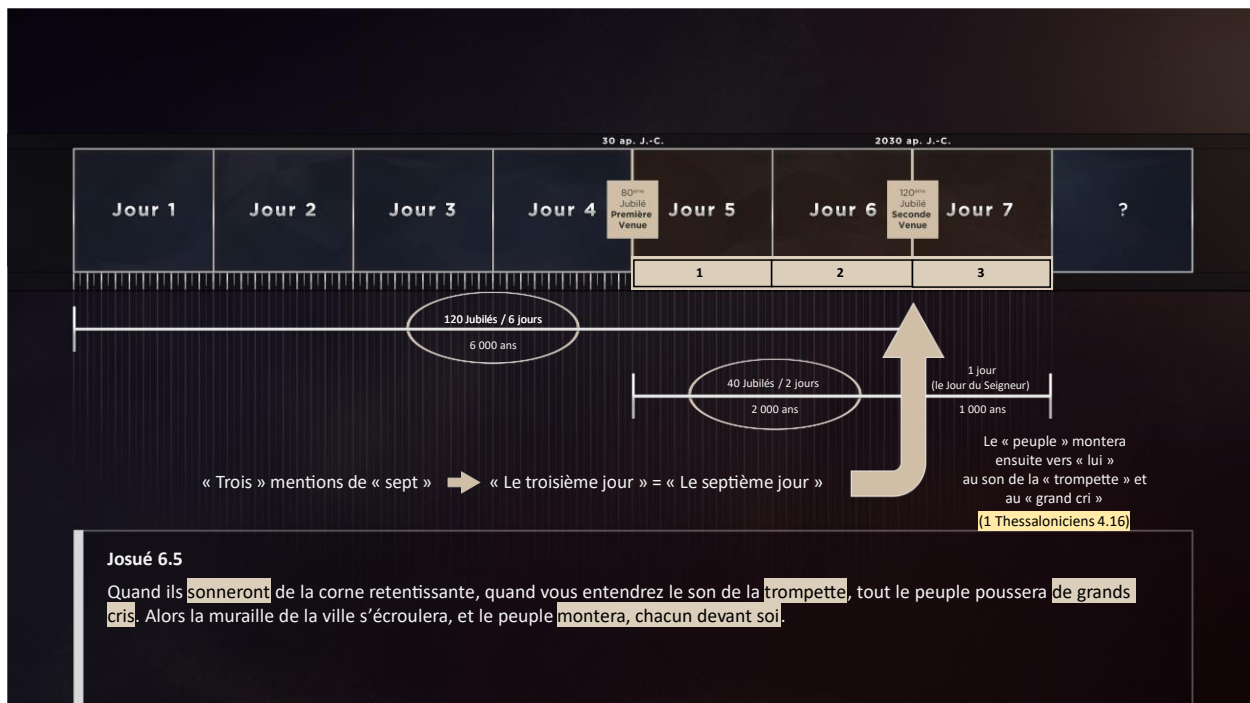 30 ap. J.-C.
2030 ap. J.-C.
Jour 1
Jour 2
Jour 3
Jour 4
80ème
Jubilé
Première
Venue
Jour 5
Jour 6
120ème
Jubilé
Seconde
Venue
Jour 7
?
1
2
3
120 Jubilés / 6 jours
6 000 ans
40 Jubilés / 2 jours
2 000 ans
1 jour
(le Jour du Seigneur)
1 000 ans
« Trois » mentions de « sept »
« Le troisième jour » = « Le septième jour »
Le « peuple » montera
ensuite vers « lui »
au son de la « trompette » et
au « grand cri »
(1 Thessaloniciens 4.16)
Josué 6.5
Quand ils sonneront de la corne retentissante, quand vous entendrez le son de la trompette, tout le peuple poussera de grands
cris. Alors la muraille de la ville s’écroulera, et le peuple montera, chacun devant soi.